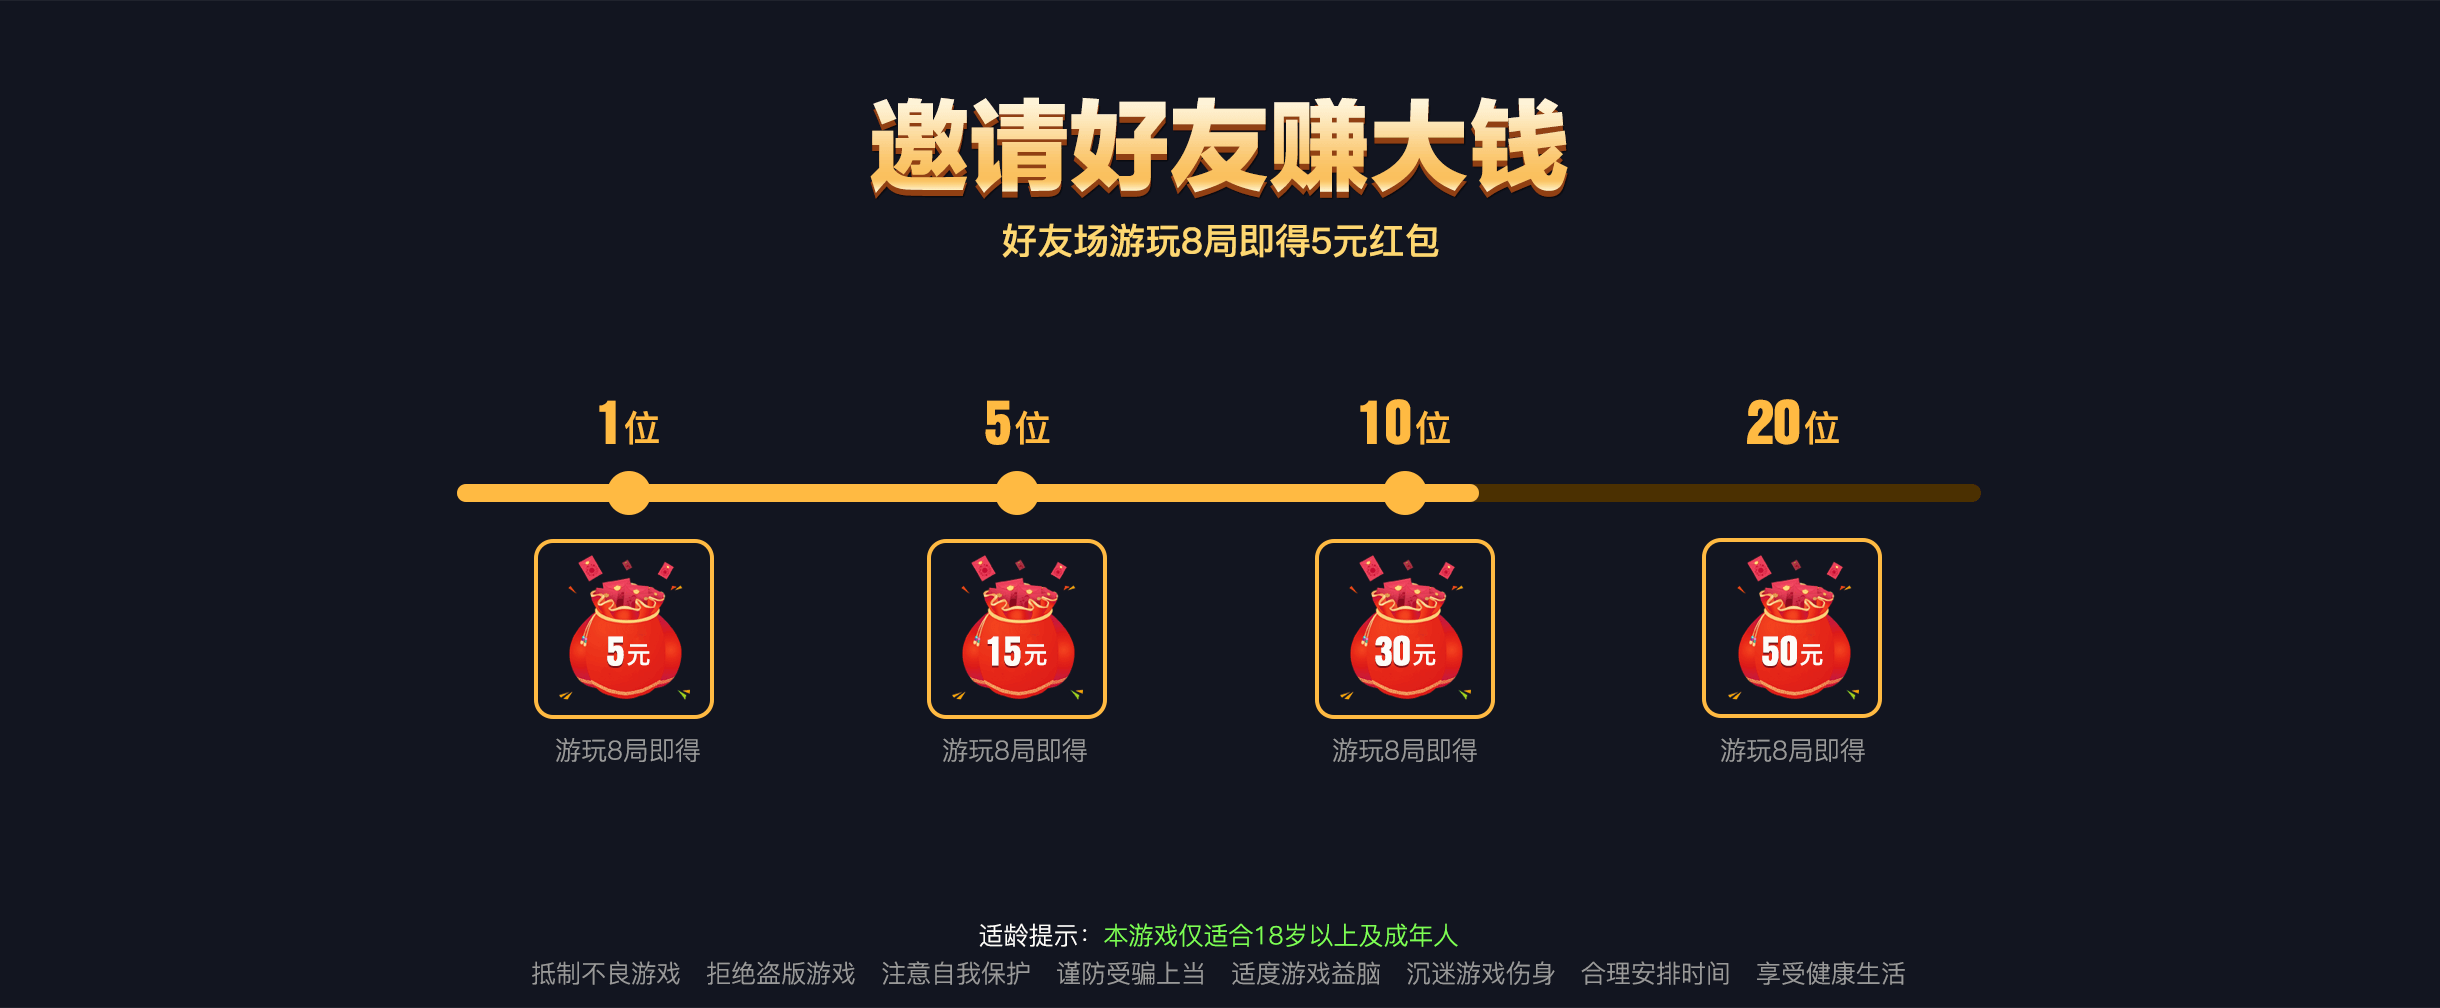 邀请好友赚大钱
好友场游玩8局即得5元红包
1位 5位 10位 20位
5元 15元 30元 50元
游玩8局即得 游玩8局即得 游玩8局即得 游玩8局即得
适龄提示：本游戏仅适合18岁以上及成年人
抵制不良游戏 拒绝盗版游戏 注意自我保护 谨防受骗上当 适度游戏益脑 沉迷游戏伤身 合理安排时间 享受健康生活